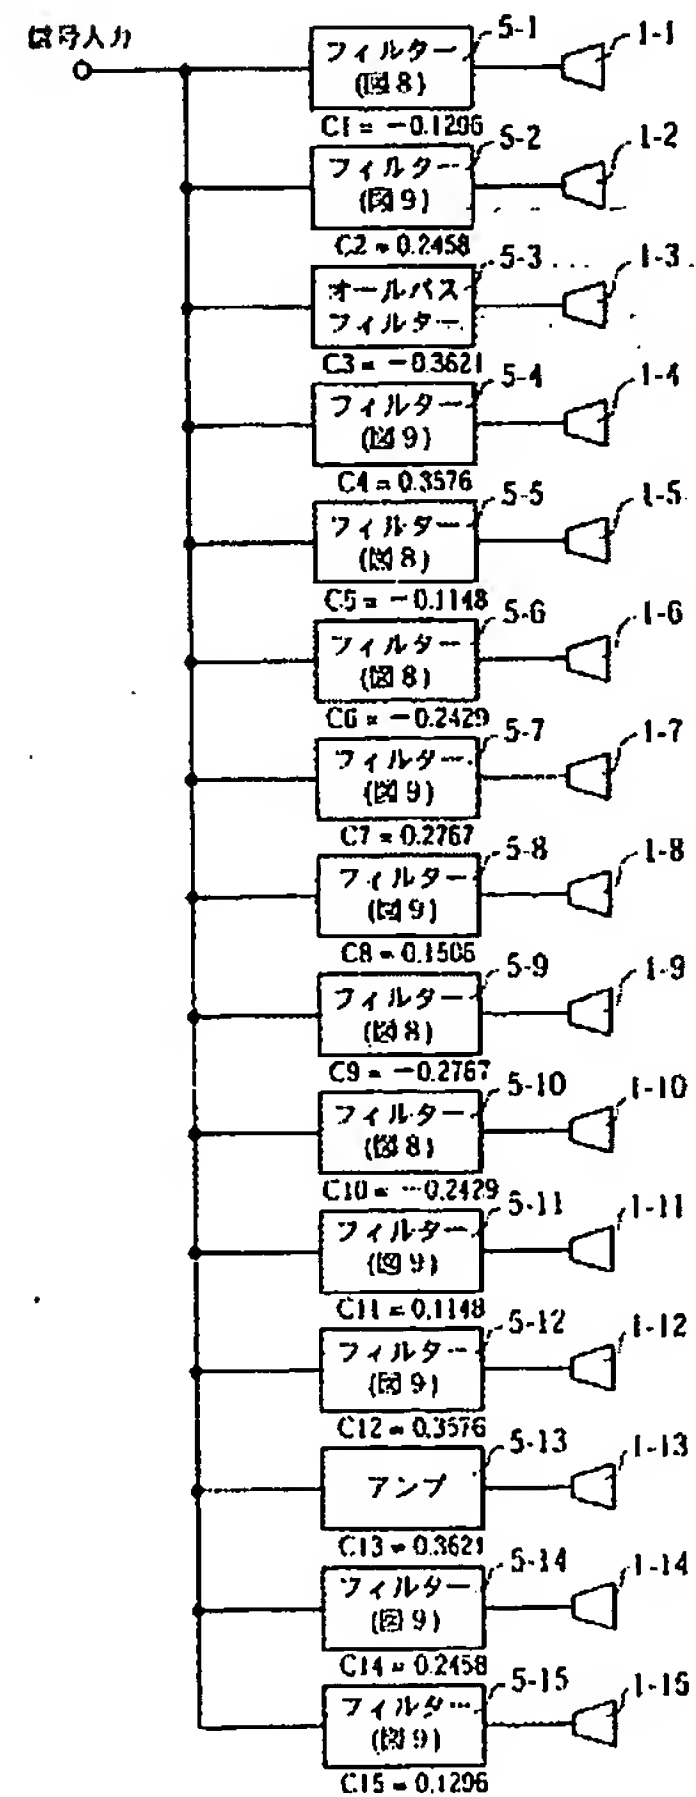 信号入力
フィルター
(図8)
5-1
1-1
C1 = -0.1296
フィルター
(図9)
5-2
1-2
C2 = 0.2458
オールパス
フィルター
5-3
1-3
C3 = -0.3621
フィルター
(図9)
5-4
1-4
C4 = 0.3576
フィルター
(図8)
5-5
1-5
C5 = -0.1148
フィルター
(図8)
5-6
1-6
C6 = -0.2429
フィルター
(図9)
5-7
1-7
C7 = 0.2767
フィルター
(図9)
5-8
1-8
C8 = 0.1506
フィルター
(図8)
5-9
1-9
C9 = -0.2767
フィルター
(図8)
5-10
1-10
C10 = -0.2429
フィルター
(図9)
5-11
1-11
C11 = 0.1148
フィルター
(図9)
5-12
1-12
C12 = 0.3576
アンプ
5-13
1-13
C13 = 0.3621
フィルター
(図9)
5-14
1-14
C14 = 0.2458
フィルター
(図9)
5-15
1-15
C15 = 0.1296